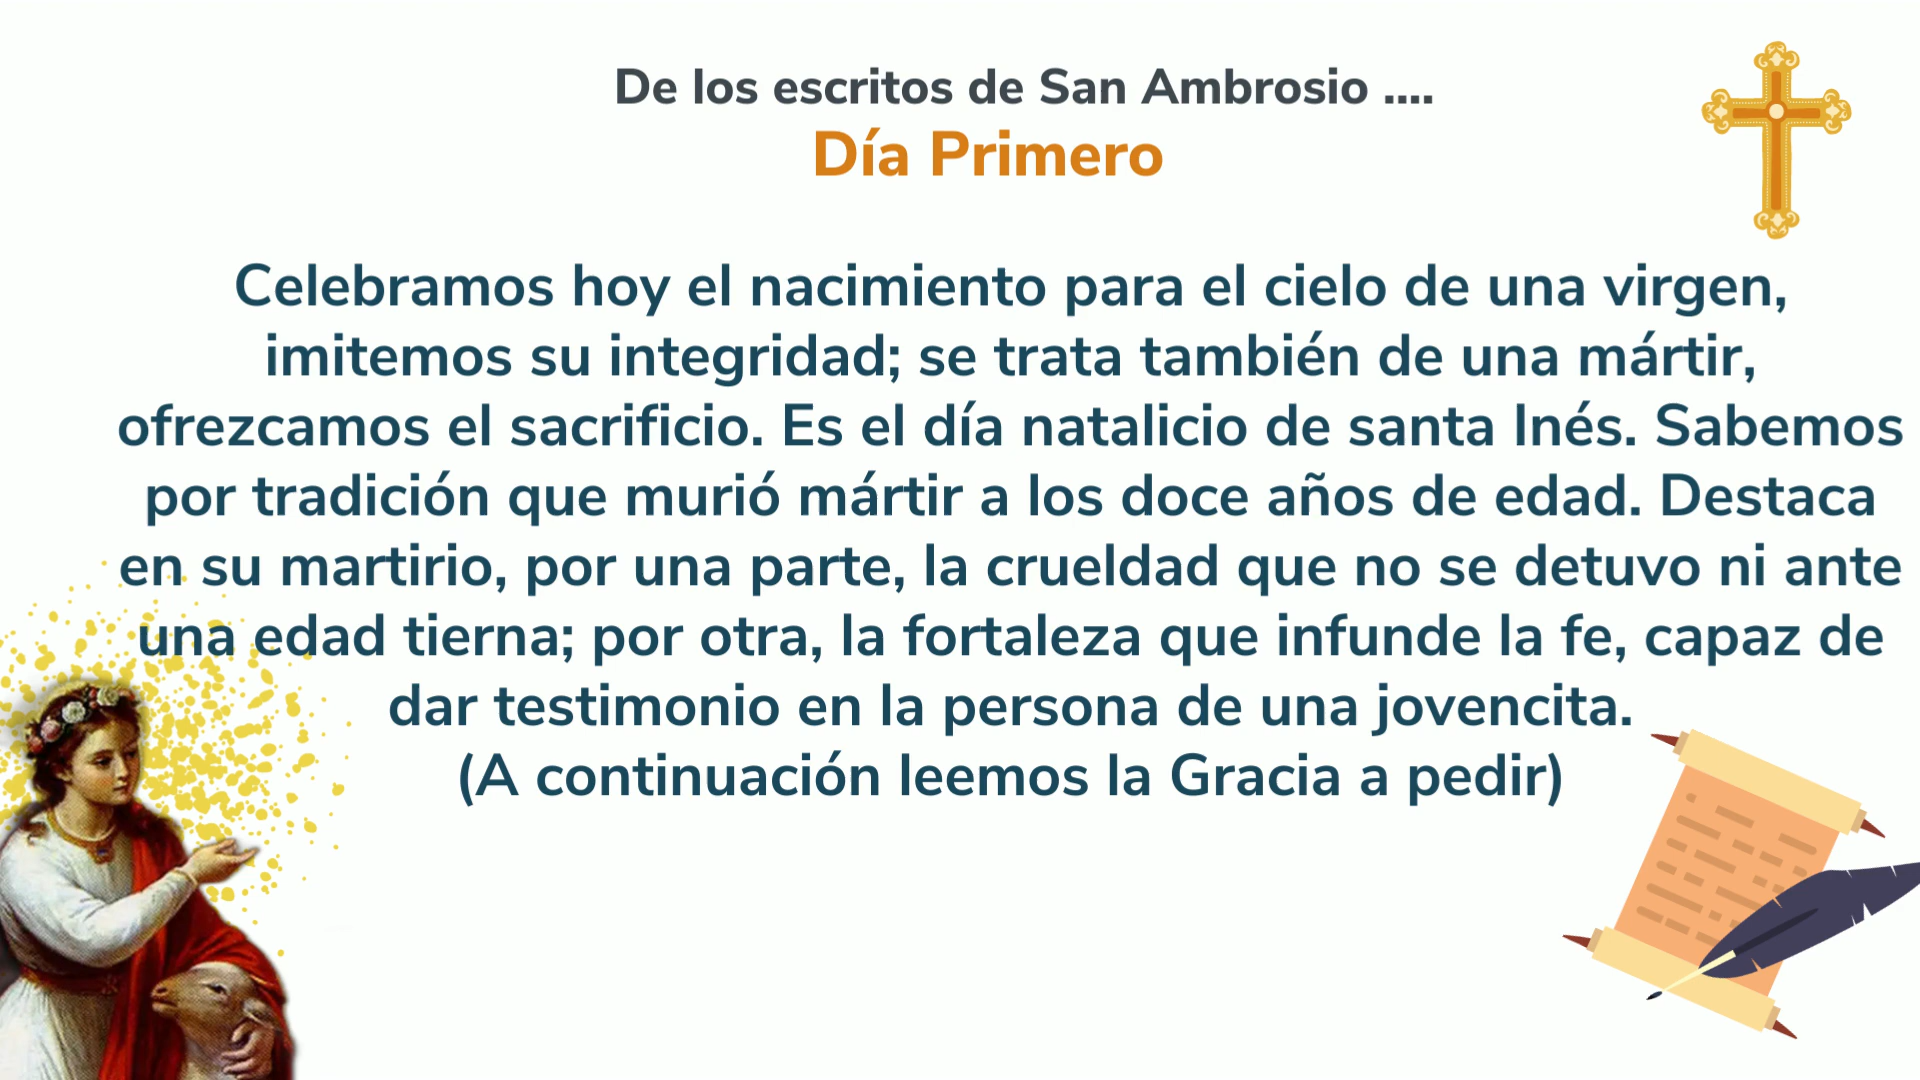 De los escritos de San Ambrosio ....
Día Primero
Celebramos hoy el nacimiento para el cielo de una virgen,
imitemos su integridad; se trata también de una mártir,
ofrezcamos el sacrificio. Es el día natalicio de santa Inés. Sabemos
por tradición que murió mártir a los doce años de edad. Destaca
en su martirio, por una parte, la crueldad que no se detuvo ni ante
una edad tierna; por otra, la fortaleza que infunde la fe, capaz de
dar testimonio en la persona de una jovencita.
(A continuación leemos la Gracia a pedir)